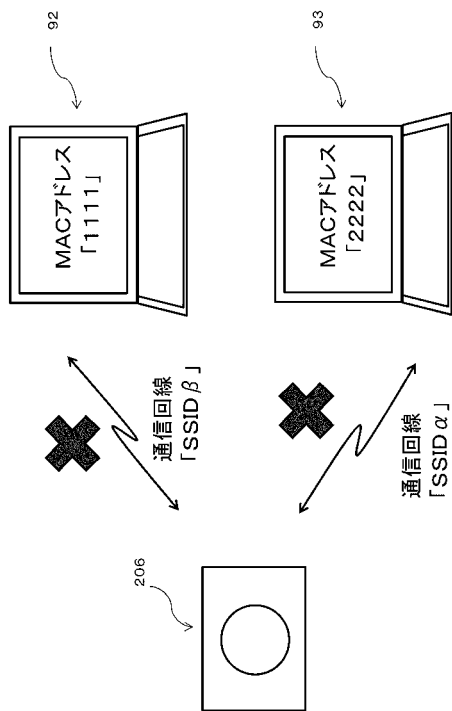 92
MACアドレス
「1111」
通信回線
「SSIDβ」
206
93
MACアドレス
「2222」
通信回線
「SSIDα」